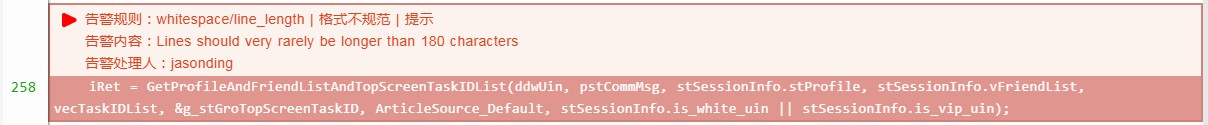 告警规则：whitespace/line_length | 格式不规范 | 提示
告警内容：Lines should very rarely be longer than 180 characters
告警处理人：jasonding
258 iRet = GetProfileAndFriendListAndTopScreenTaskIDList(ddwUin, pstCommMsg, stSessionInfo.stProfile, stSessionInfo.vFriendList,
vecTaskIDList, &g_stGroTopScreenTaskID, ArticleSource_Default, stSessionInfo.is_white_uin || stSessionInfo.is_vip_uin);